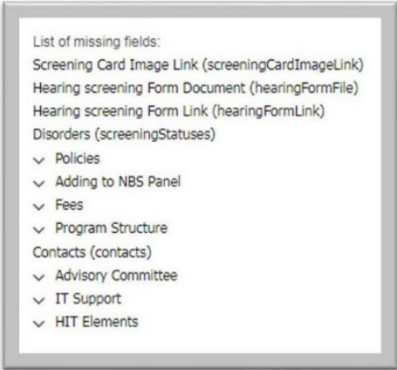 List of missing fields:
Screening Card Image Link (screeningCardImageLink)
Hearing screening Form Document (hearingFormFile)
Hearing screening Form Link (hearingFormLink)
Disorders (screeningStatuses)
Policies
Adding to NBS Panel
Fees
Program Structure
Contacts (contacts)
Advisory Committee
IT Support
HIT Elements